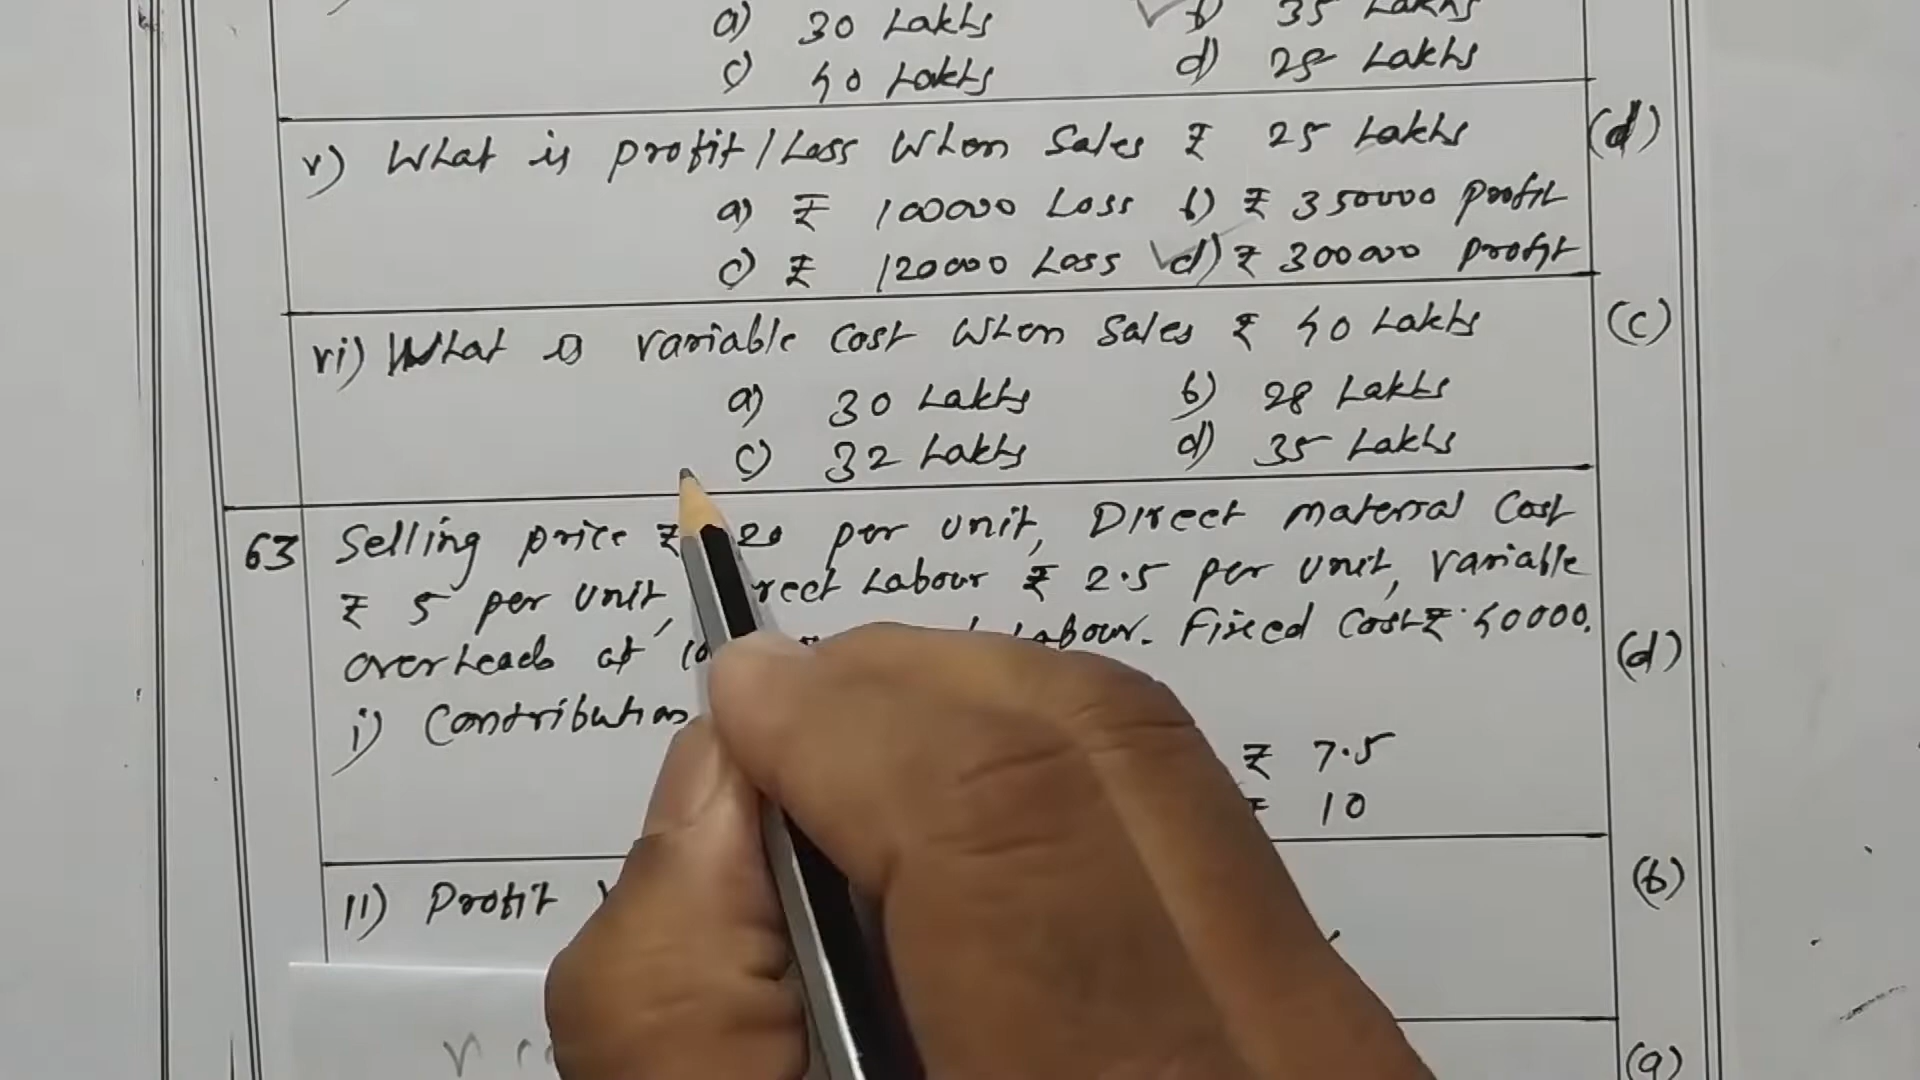 a) 30 Lakhs b) 35 Lakhs
c) 40 Lakhs d) 25 Lakhs
v) What is profit/Loss When Sales ₹ 25 Lakhs (d)
a) ₹ 100000 Loss b) ₹ 350000 profit
c) ₹ 120000 Loss d) ₹ 300000 profit
vi) What is variable cost when Sales ₹ 40 Lakhs (c)
a) 30 Lakhs b) 28 Lakhs
c) 32 Lakhs d) 35 Lakhs
63 Selling price ₹ 20 per unit, Direct material Cost
₹ 5 per unit, Labour ₹ 2.5 per unit, variable
overheads at Labour. Fixed Cost ₹. 40000. (d)
i) Contribution
₹ 7.5
10
ii) Profit (b)
(a)